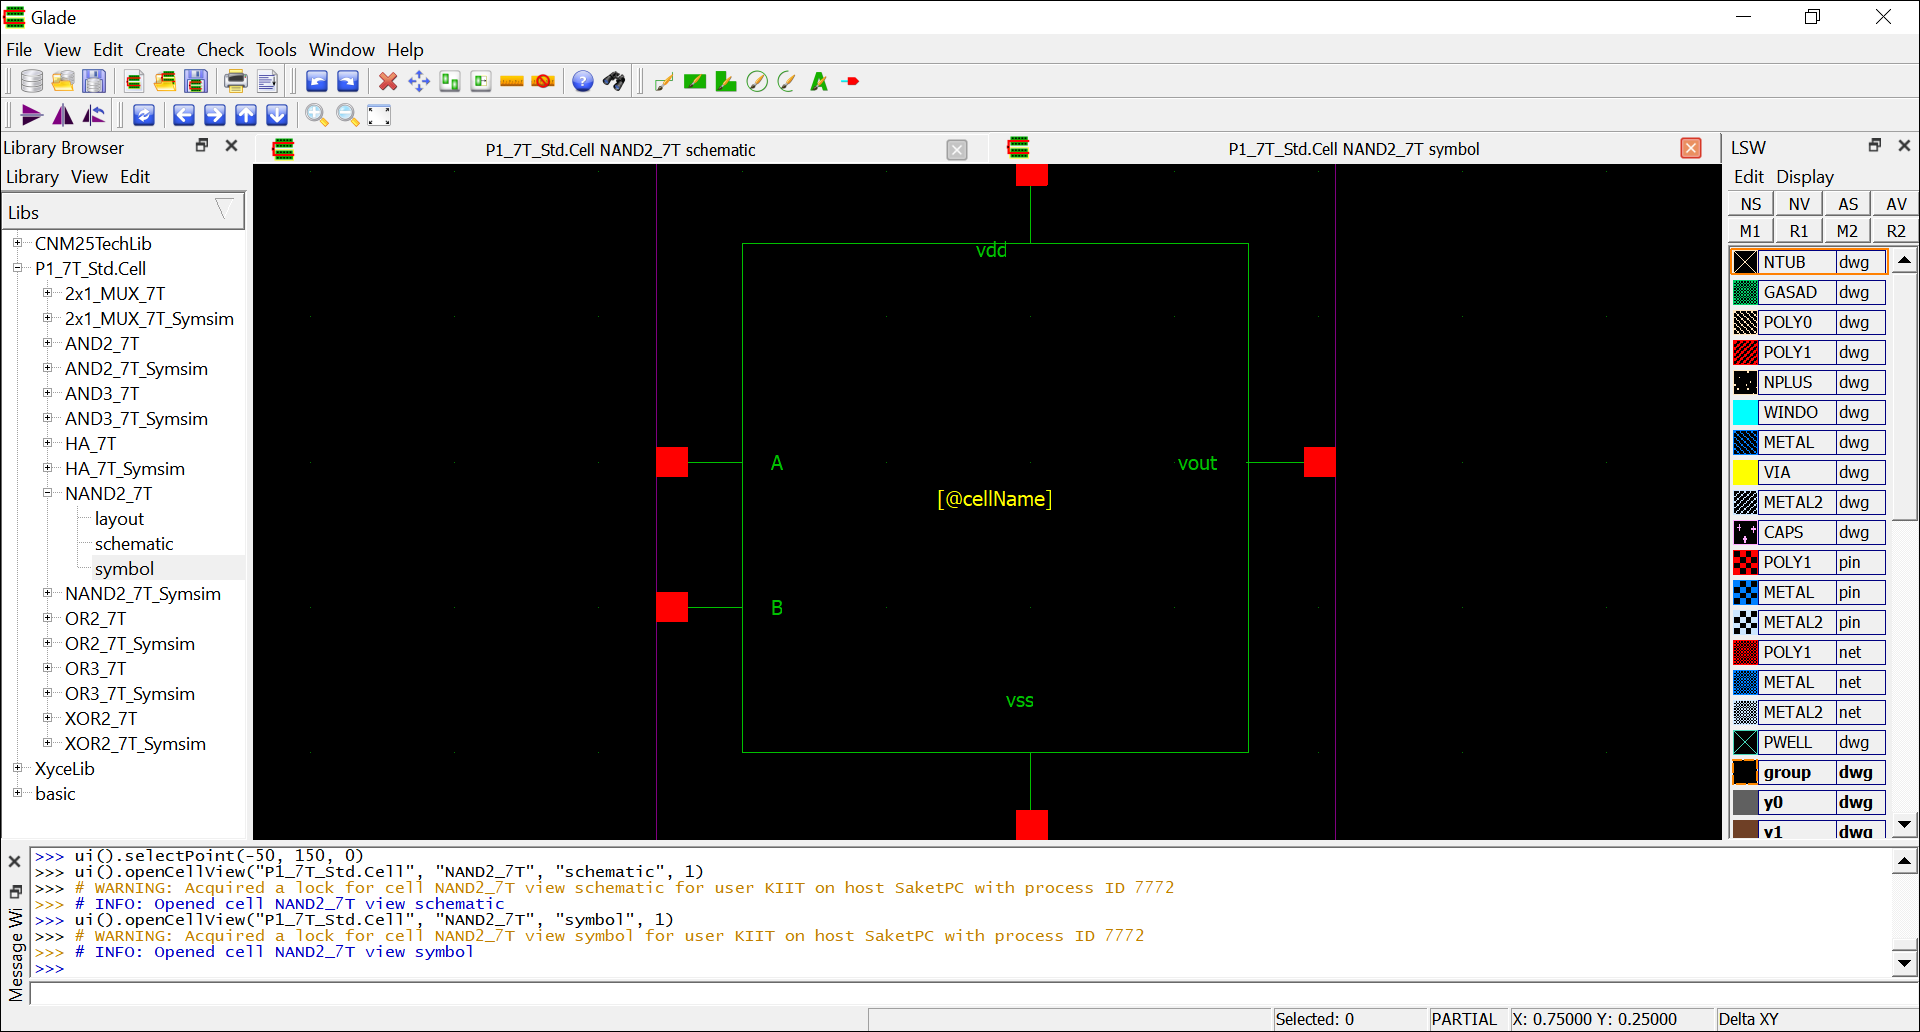 Glade
File View Edit Create Check Tools Window Help
Library Browser
Library View Edit
Libs
CNM25TechLib
P1_7T_Std.Cell
2x1_MUX_7T
2x1_MUX_7T_Symsim
AND2_7T
AND2_7T_Symsim
AND3_7T
AND3_7T_Symsim
HA_7T
HA_7T_Symsim
NAND2_7T
layout
schematic
symbol
NAND2_7T_Symsim
OR2_7T
OR2_7T_Symsim
OR3_7T
OR3_7T_Symsim
XOR2_7T
XOR2_7T_Symsim
XyceLib
basic
P1_7T_Std.Cell NAND2_7T schematic
P1_7T_Std.Cell NAND2_7T symbol
vdd
A
vout
[@cellName]
B
vss
LSW
Edit Display
NS NV AS AV
M1 R1 M2 R2
NTUB dwg
GASAD dwg
POLY0 dwg
POLY1 dwg
NPLUS dwg
WINDO dwg
METAL dwg
VIA dwg
METAL2 dwg
CAPS dwg
POLY1 pin
METAL pin
METAL2 pin
POLY1 net
METAL net
METAL2 net
PWELL dwg
group dwg
y0 dwg
y1 dwg
Message Wi
>>> ui().selectPoint(-50, 150, 0)
>>> ui().openCellView("P1_7T_Std.Cell", "NAND2_7T", "schematic", 1)
>>> # WARNING: Acquired a lock for cell NAND2_7T view schematic for user KIIT on host SaketPC with process ID 7772
>>> # INFO: Opened cell NAND2_7T view schematic
>>> ui().openCellView("P1_7T_Std.Cell", "NAND2_7T", "symbol", 1)
>>> # WARNING: Acquired a lock for cell NAND2_7T view symbol for user KIIT on host SaketPC with process ID 7772
>>> # INFO: Opened cell NAND2_7T view symbol
>>>
Selected: 0 PARTIAL X: 0.75000 Y: 0.25000 Delta XY